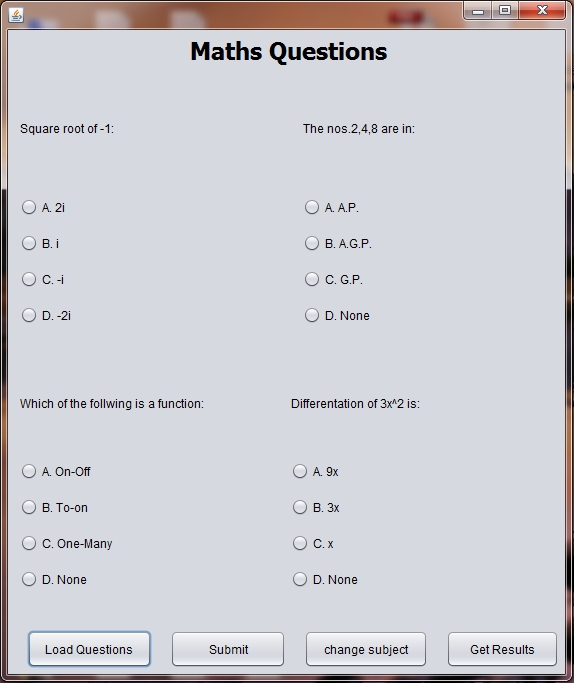 Maths Questions
Square root of -1:
A. 2i
B. i
C. -i
D. -2i
The nos.2,4,8 are in:
A. A.P.
B. A.G.P.
C. G.P.
D. None
Which of the follwing is a function:
A. On-Off
B. To-on
C. One-Many
D. None
Differentation of 3x^2 is:
A. 9x
B. 3x
C. x
D. None
Load Questions
Submit
change subject
Get Results